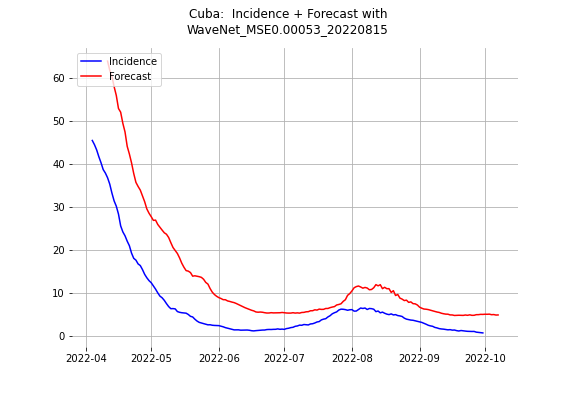 Cuba:  Incidence + Forecast with
WaveNet_MSE0.00053_20220815
Incidence
Forecast
60
50
40
30
20
10
0
2022-04 2022-05 2022-06 2022-07 2022-08 2022-09 2022-10